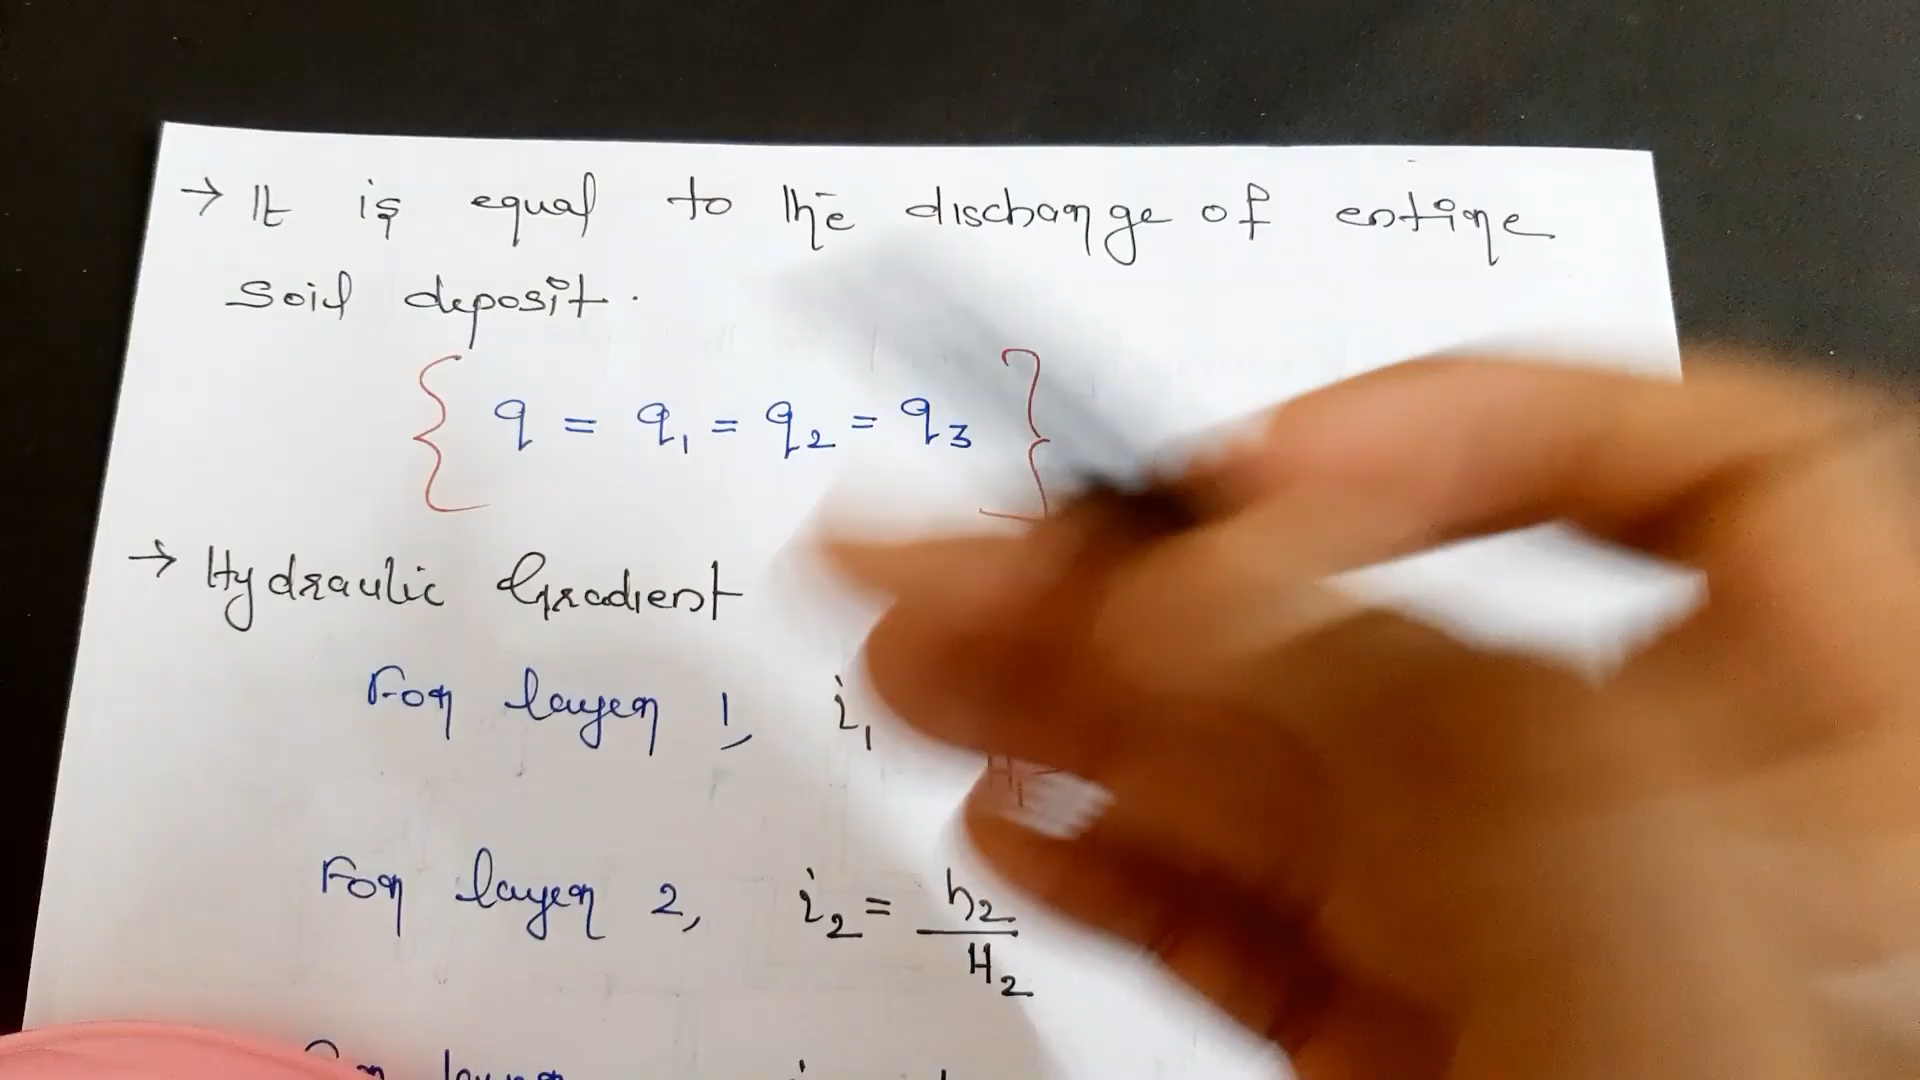 → It is equal to the discharge of entire
soil deposit.
{ q = q₁ = q₂ = q₃ }
→ Hydraulic Gradient
For layer 1, i₁
H₁
For layer 2, i₂ = h₂
H₂